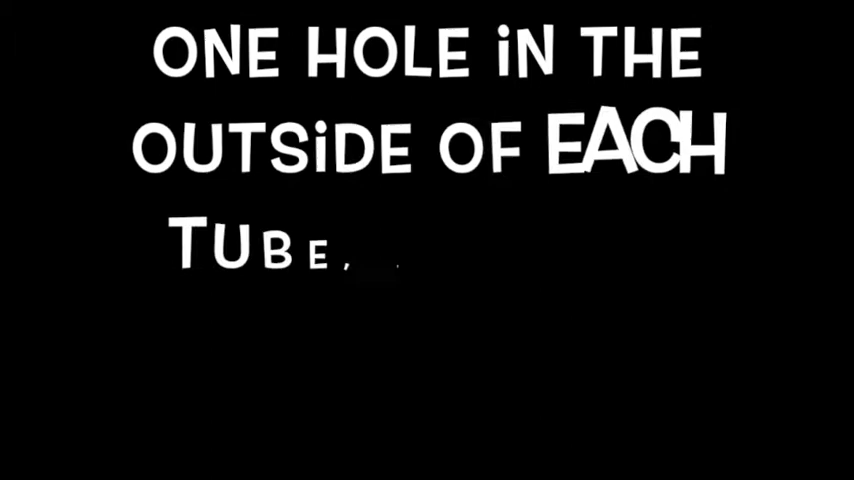 ONE HOLE iN THE
OUTSiDE OF EACH
TUBE,